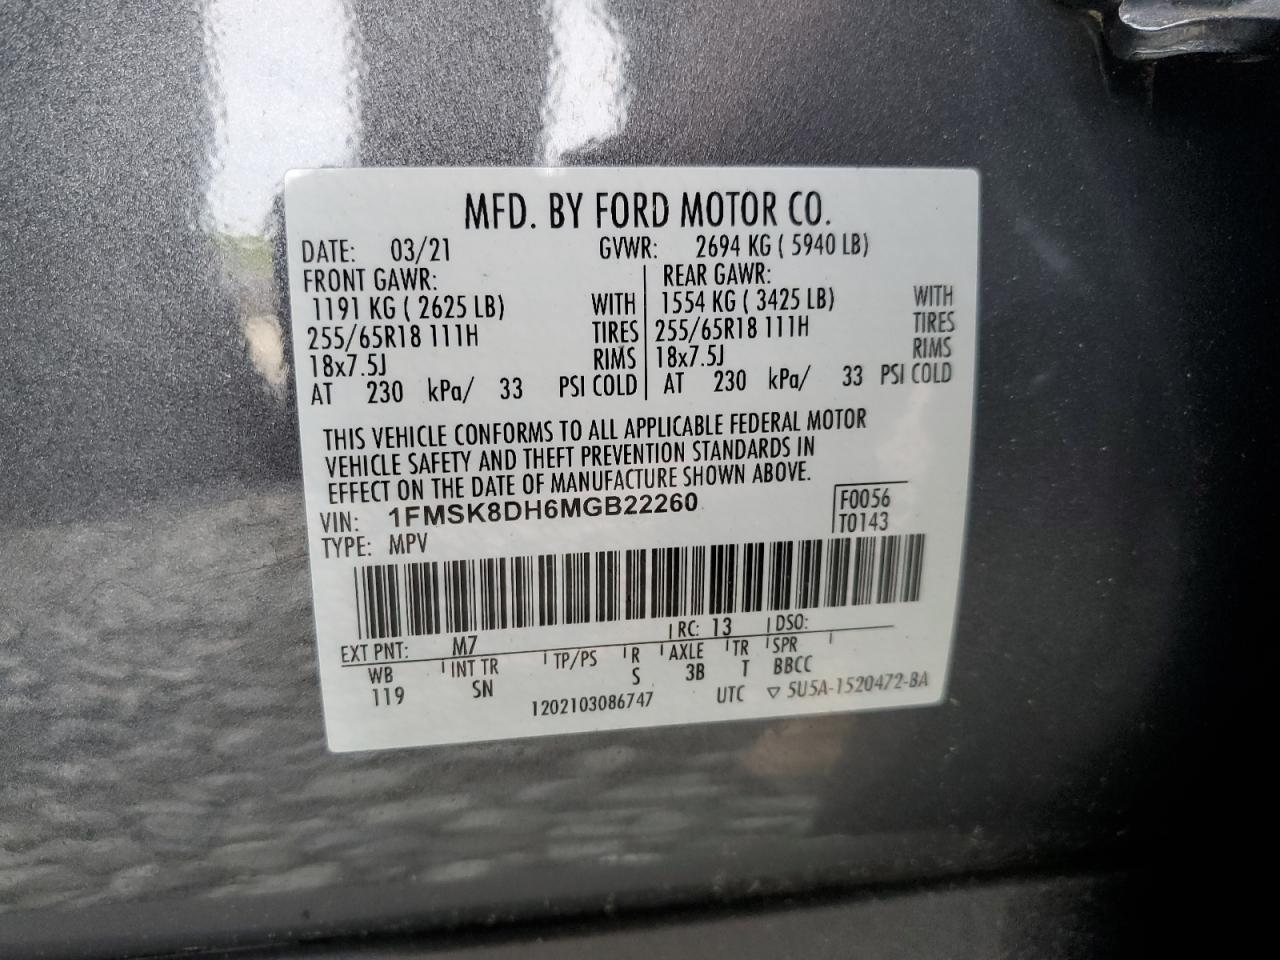 MFD. BY FORD MOTOR CO.
DATE: 03/21 GVWR: 2694 KG ( 5940 LB)
FRONT GAWR: REAR GAWR:
1191 KG ( 2625 LB) WITH 1554 KG ( 3425 LB) WITH
255/65R18 111H TIRES 255/65R18 111H TIRES
18x7.5J RIMS 18x7.5J RIMS
AT 230 kPa/ 33 PSI COLD AT 230 kPa/ 33 PSI COLD
THIS VEHICLE CONFORMS TO ALL APPLICABLE FEDERAL MOTOR
VEHICLE SAFETY AND THEFT PREVENTION STANDARDS IN
EFFECT ON THE DATE OF MANUFACTURE SHOWN ABOVE.
VIN: 1FMSK8DH6MGB22260 F0056
TYPE: MPV T0143
EXT PNT: M7 RC: 13 DSO:
WB INT TR TP/PS R AXLE TR SPR
119 SN S 3B T BBCC
1202103086747 UTC ▽ 5U5A-1520472-BA